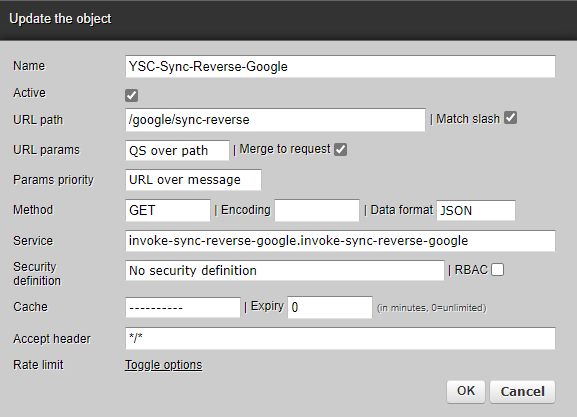 Update the object
Name YSC-Sync-Reverse-Google
Active
URL path /google/sync-reverse | Match slash
URL params QS over path | Merge to request
Params priority URL over message
Method GET | Encoding | Data format JSON
Service invoke-sync-reverse-google.invoke-sync-reverse-google
Security
definition No security definition | RBAC
Cache ---------- | Expiry 0 (in minutes, 0=unlimited)
Accept header */*
Rate limit Toggle options
OK Cancel